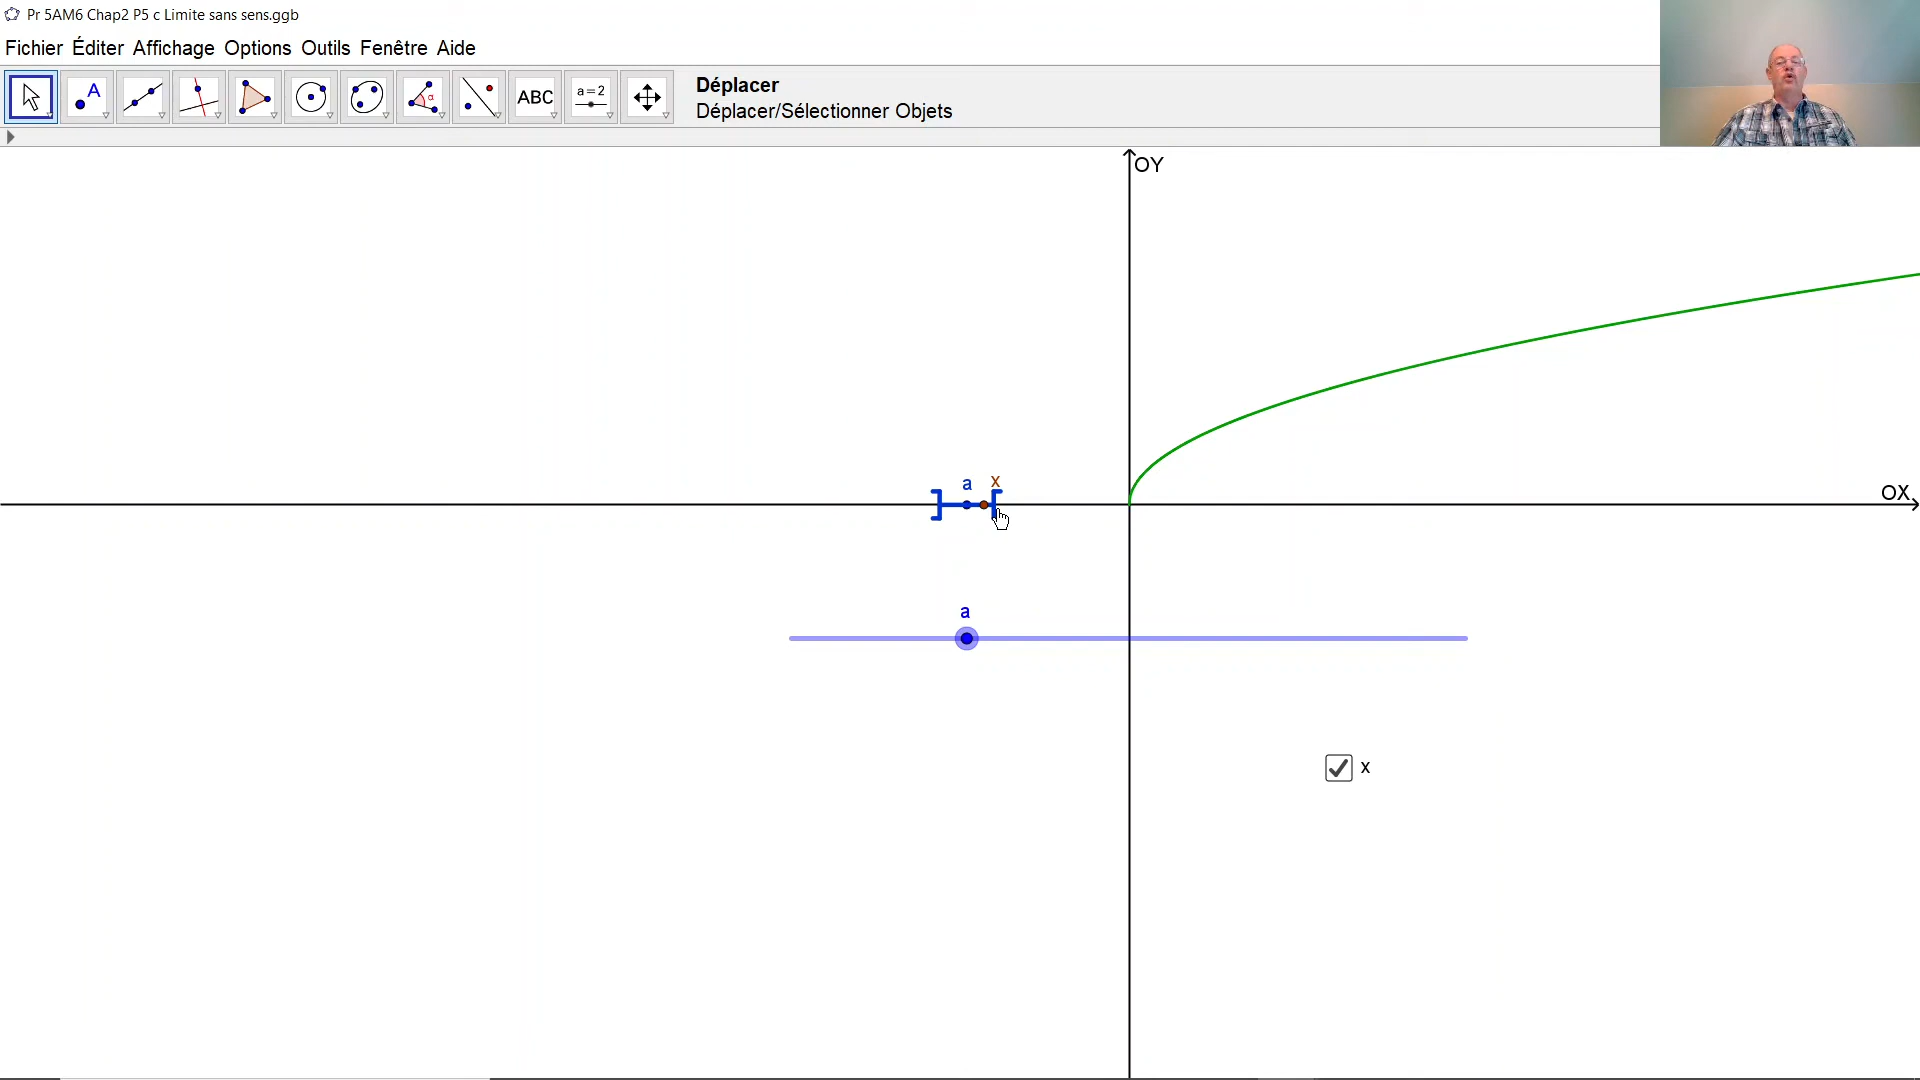 Pr 5AM6 Chap2 P5 c Limite sans sens.ggb
Fichier Éditer Affichage Options Outils Fenêtre Aide
A
α
ABC
a=2
Déplacer
Déplacer/Sélectionner Objets
OY
OX
a x
a
x